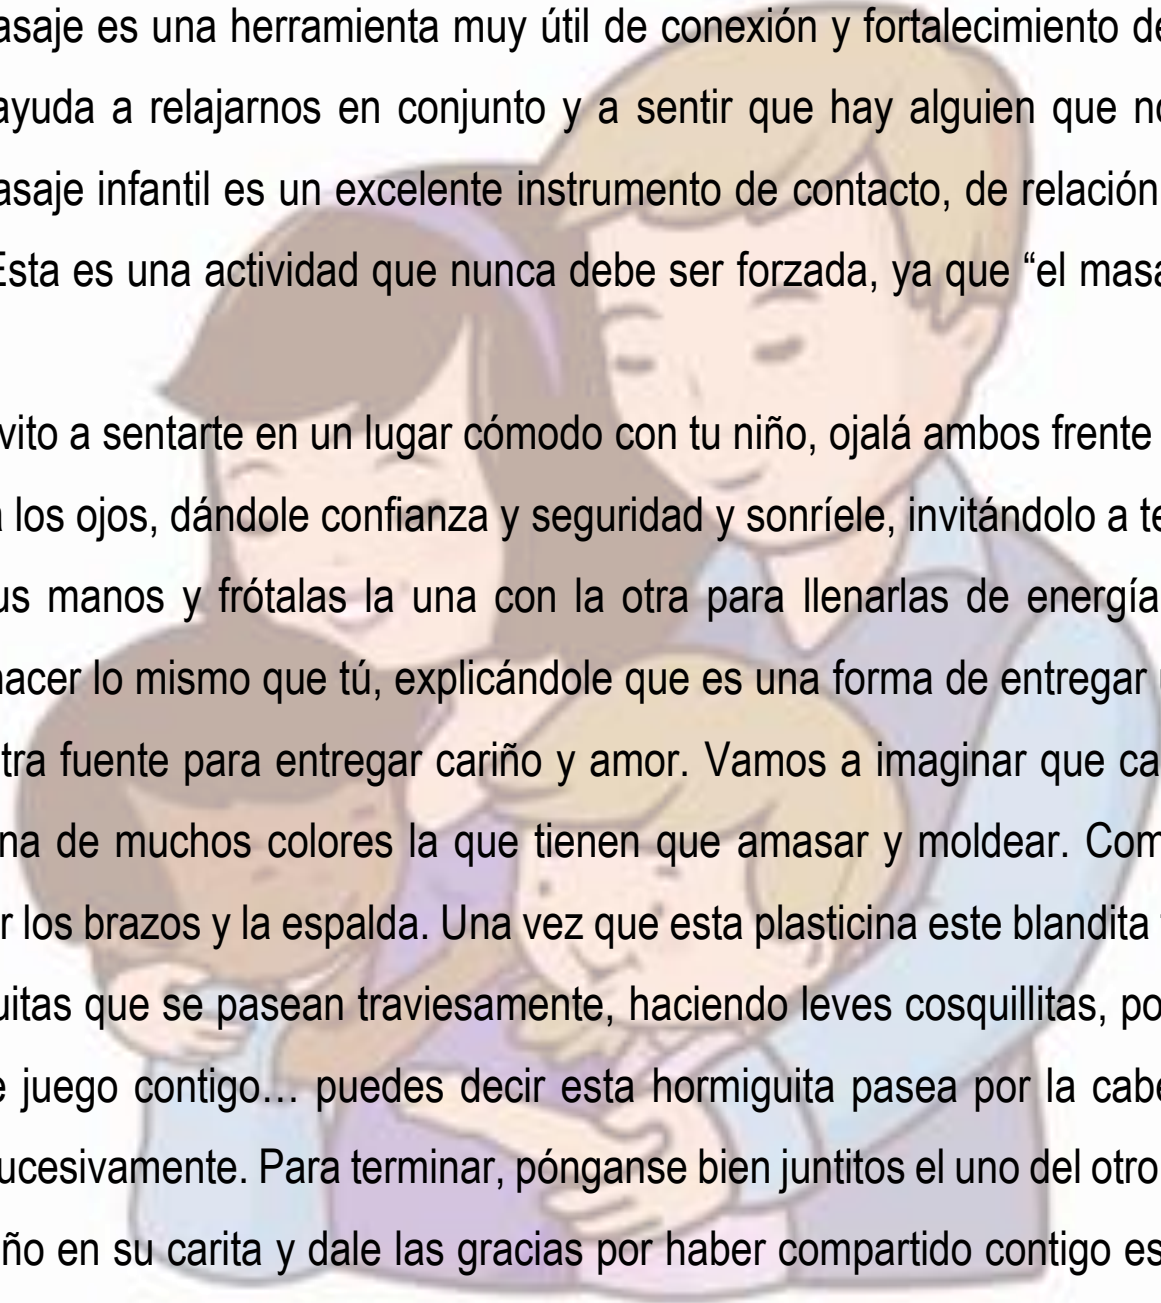 asaje es una herramienta muy útil de conexión y fortalecimiento de
ayuda a relajarnos en conjunto y a sentir que hay alguien que no
asaje infantil es un excelente instrumento de contacto, de relación
Esta es una actividad que nunca debe ser forzada, ya que “el masa
vito a sentarte en un lugar cómodo con tu niño, ojalá ambos frente
a los ojos, dándole confianza y seguridad y sonríele, invitándolo a te
us manos y frótalas la una con la otra para llenarlas de energía
hacer lo mismo que tú, explicándole que es una forma de entregar
tra fuente para entregar cariño y amor. Vamos a imaginar que ca
na de muchos colores la que tienen que amasar y moldear. Com
r los brazos y la espalda. Una vez que esta plasticina este blandita
uitas que se pasean traviesamente, haciendo leves cosquillitas, po
e juego contigo… puedes decir esta hormiguita pasea por la cabe
ucesivamente. Para terminar, pónganse bien juntitos el uno del otro
ño en su carita y dale las gracias por haber compartido contigo es